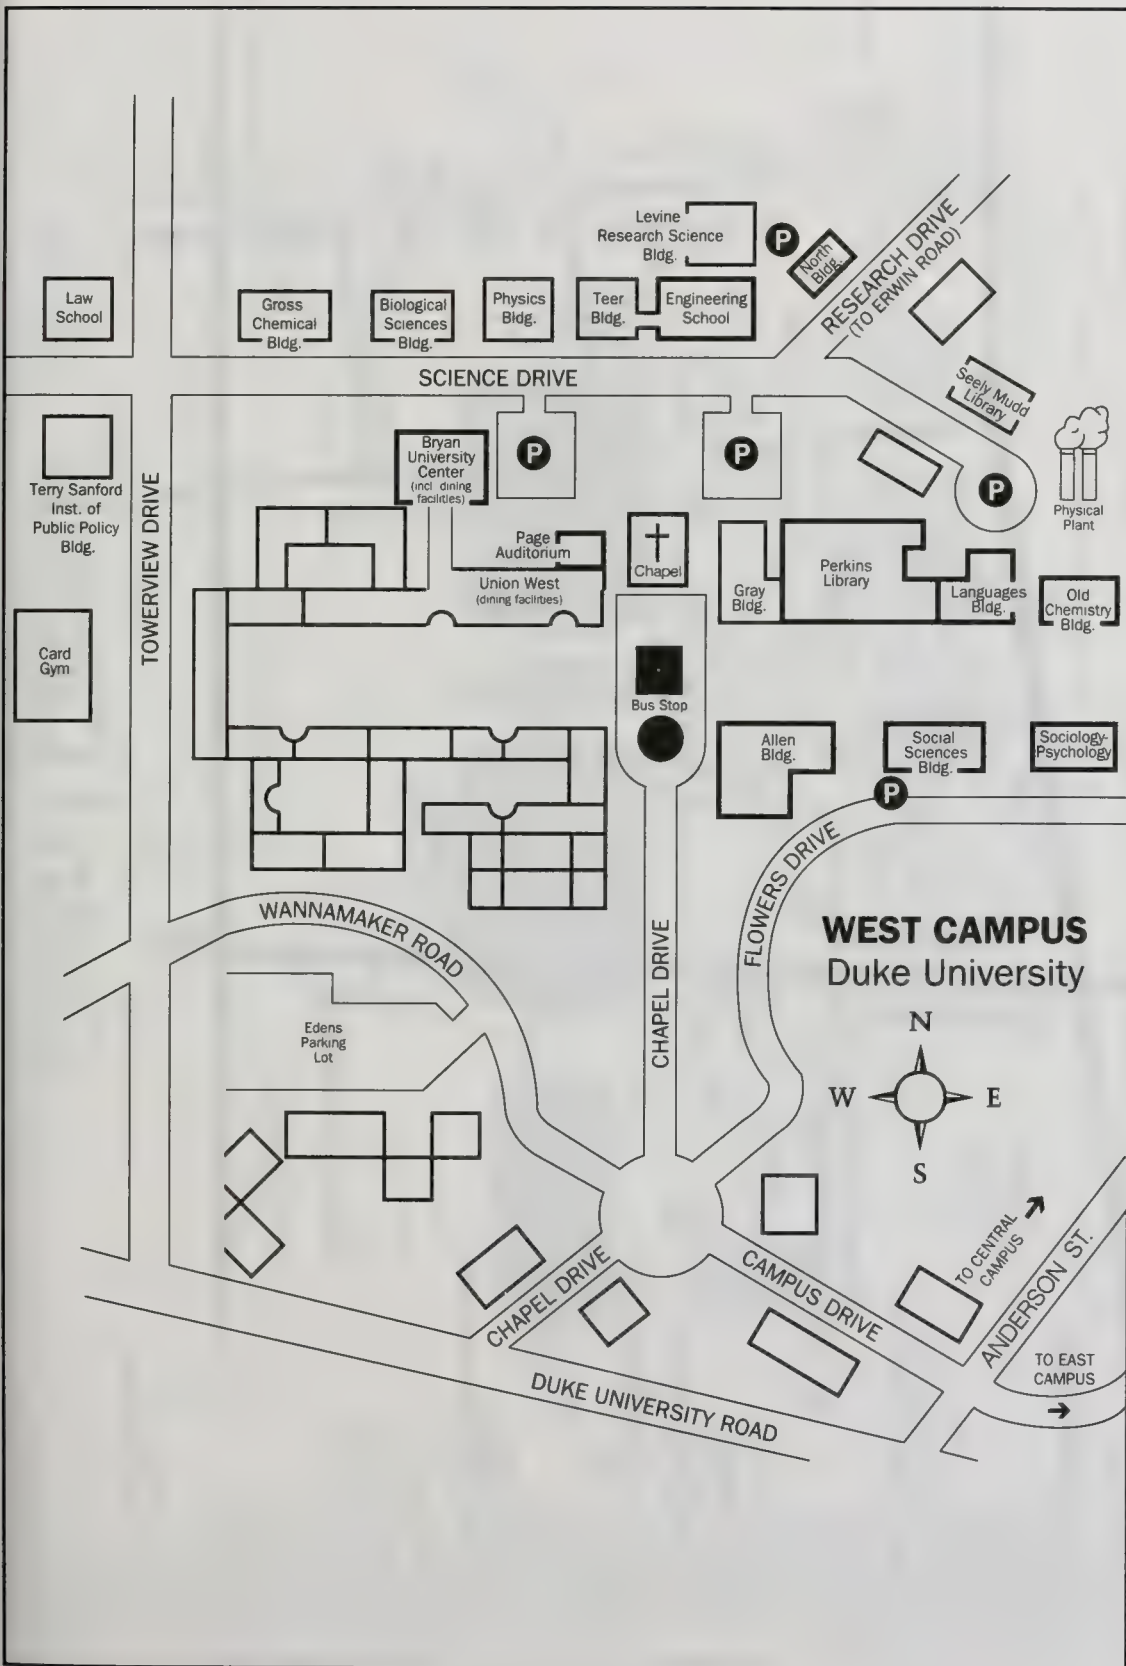 Levine
Research Science
Bldg.
P
North
Bldg.
RESEARCH DRIVE
(TO ERWIN ROAD)
Law
School
Gross
Chemical
Bldg.
Biological
Sciences
Bldg.
Physics
Bldg.
Teer
Bldg.
Engineering
School
SCIENCE DRIVE
Seely Mudd
Library
Terry Sanford
Inst. of
Public Policy
Bldg.
TOWERVIEW DRIVE
Bryan
University
Center
(incl dining
facilities)
P
P
P
Physical
Plant
Page
Auditorium
Union West
(dining facilities)
Chapel
Gray
Bldg.
Perkins
Library
Languages
Bldg.
Old
Chemistry
Bldg.
Card
Gym
Bus Stop
Allen
Bldg.
Social
Sciences
Bldg.
Sociology-
Psychology
P
WANNAMAKER ROAD
CHAPEL DRIVE
FLOWERS DRIVE
WEST CAMPUS
Duke University
N
W
E
S
Edens
Parking
Lot
CHAPEL DRIVE
CAMPUS DRIVE
TO CENTRAL
CAMPUS
ANDERSON ST.
TO EAST
CAMPUS
DUKE UNIVERSITY ROAD